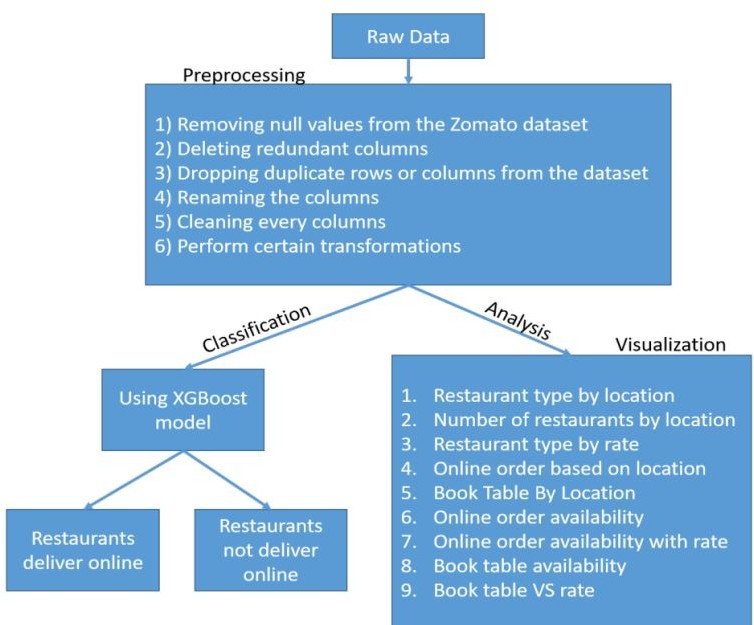 Raw Data
Preprocessing
1) Removing null values from the Zomato dataset
2) Deleting redundant columns
3) Dropping duplicate rows or columns from the dataset
4) Renaming the columns
5) Cleaning every columns
6) Perform certain transformations
Classification
Analysis
Visualization
Using XGBoost
model
Restaurants
deliver online
Restaurants
not deliver
online
1. Restaurant type by location
2. Number of restaurants by location
3. Restaurant type by rate
4. Online order based on location
5. Book Table By Location
6. Online order availability
7. Online order availability with rate
8. Book table availability
9. Book table VS rate